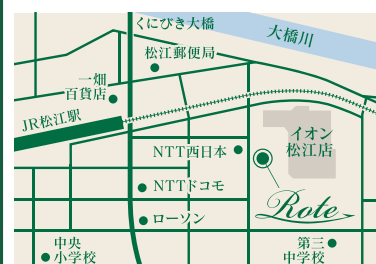 くにびき大橋
大橋川
松江郵便局
一畑
百貨店
JR松江駅
イオン
松江店
NTT西日本
NTTドコモ
Rote
ローソン
中央
小学校
第三
中学校